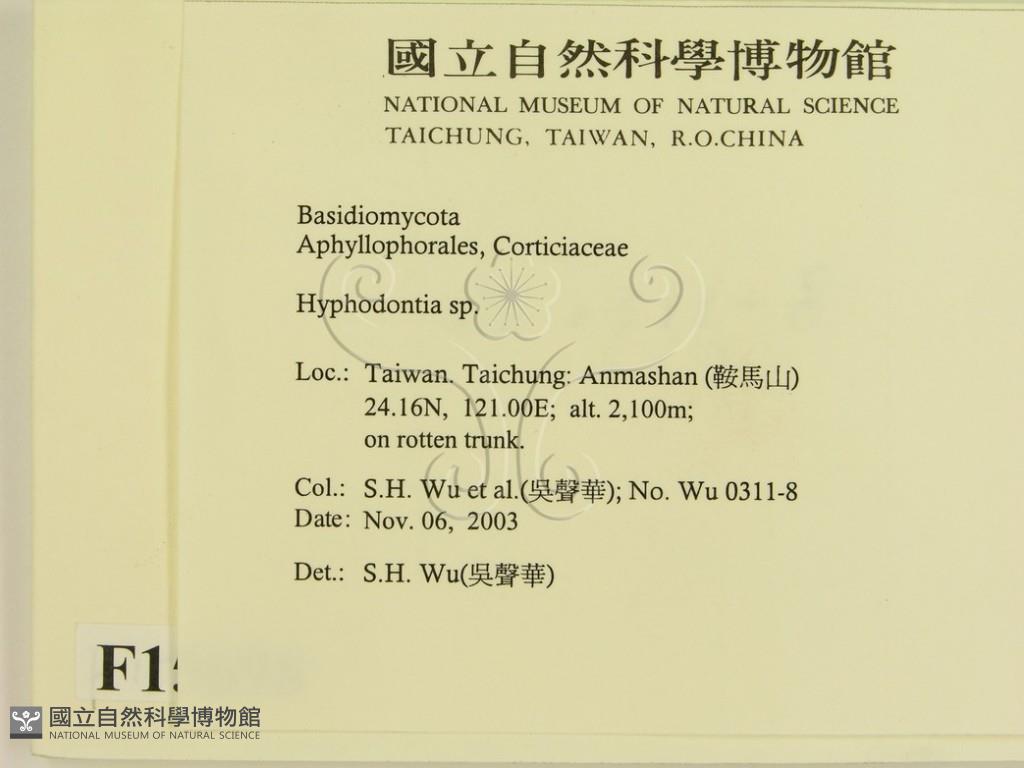 國立自然科學博物館
NATIONAL MUSEUM OF NATURAL SCIENCE
TAICHUNG, TAIWAN, R.O.CHINA
Basidiomycota
Aphyllophorales, Corticiaceae
Hyphodontia sp.
Loc.: Taiwan. Taichung: Anmashan (鞍馬山)
24.16N, 121.00E; alt. 2,100m;
on rotten trunk.
Col.: S.H. Wu et al.(吳聲華); No. Wu 0311-8
Date: Nov. 06, 2003
Det.: S.H. Wu(吳聲華)
國立自然科學博物館
NATIONAL MUSEUM OF NATURAL SCIENCE